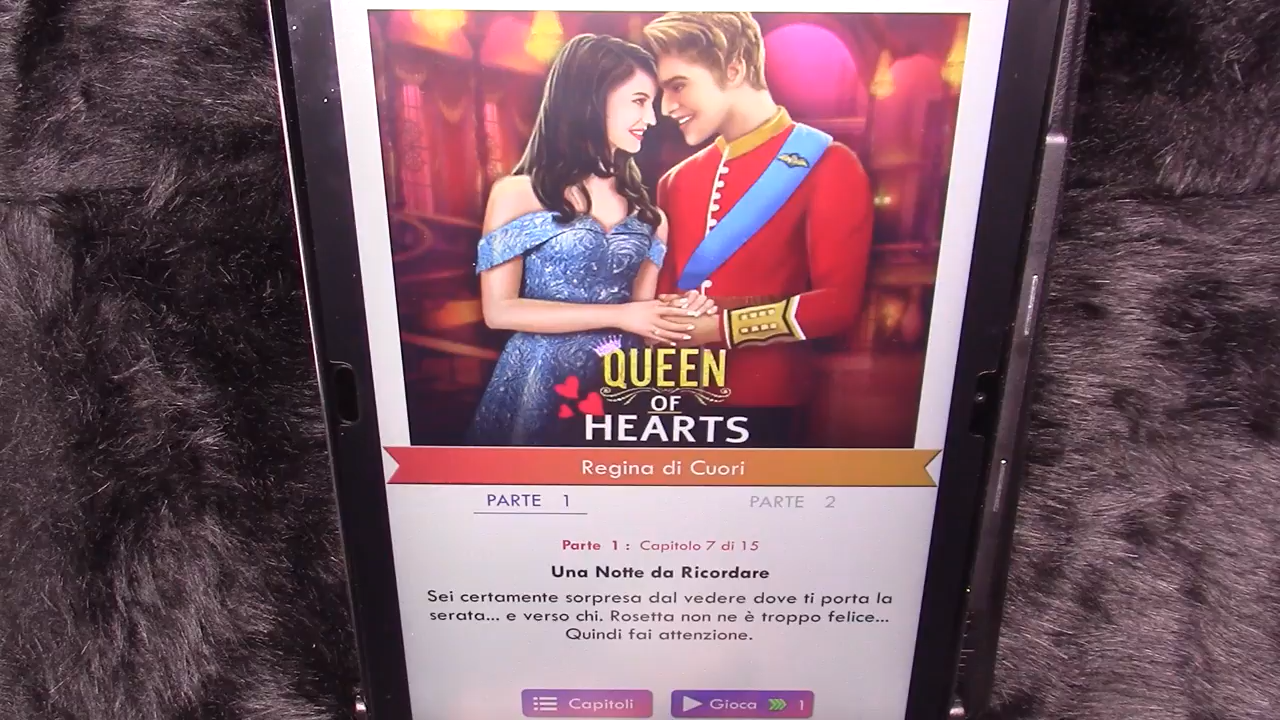 QUEEN
OF
HEARTS
Regina di Cuori
PARTE 1 PARTE 2
Parte 1 : Capitolo 7 di 15
Una Notte da Ricordare
Sei certamente sorpresa dal vedere dove ti porta la
serata... e verso chi. Rosetta non ne è troppo felice...
Quindi fai attenzione.
Capitoli Gioca 1